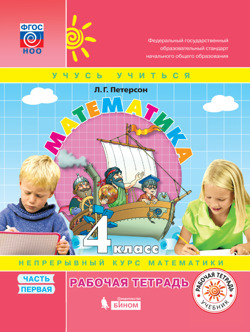 ФГОС
НОО
Федеральный государственный
образовательный стандарт
начального общего образования
УЧУСЬ УЧИТЬСЯ
Л.Г. Петерсон
МАТЕМАТИКА
4 класс
НЕПРЕРЫВНЫЙ КУРС МАТЕМАТИКИ
ЧАСТЬ
ПЕРВАЯ
РАБОЧАЯ ТЕТРАДЬ
РАБОЧАЯ ТЕТРАДЬ
УЧЕБНИК
Издательство
БИНОМ